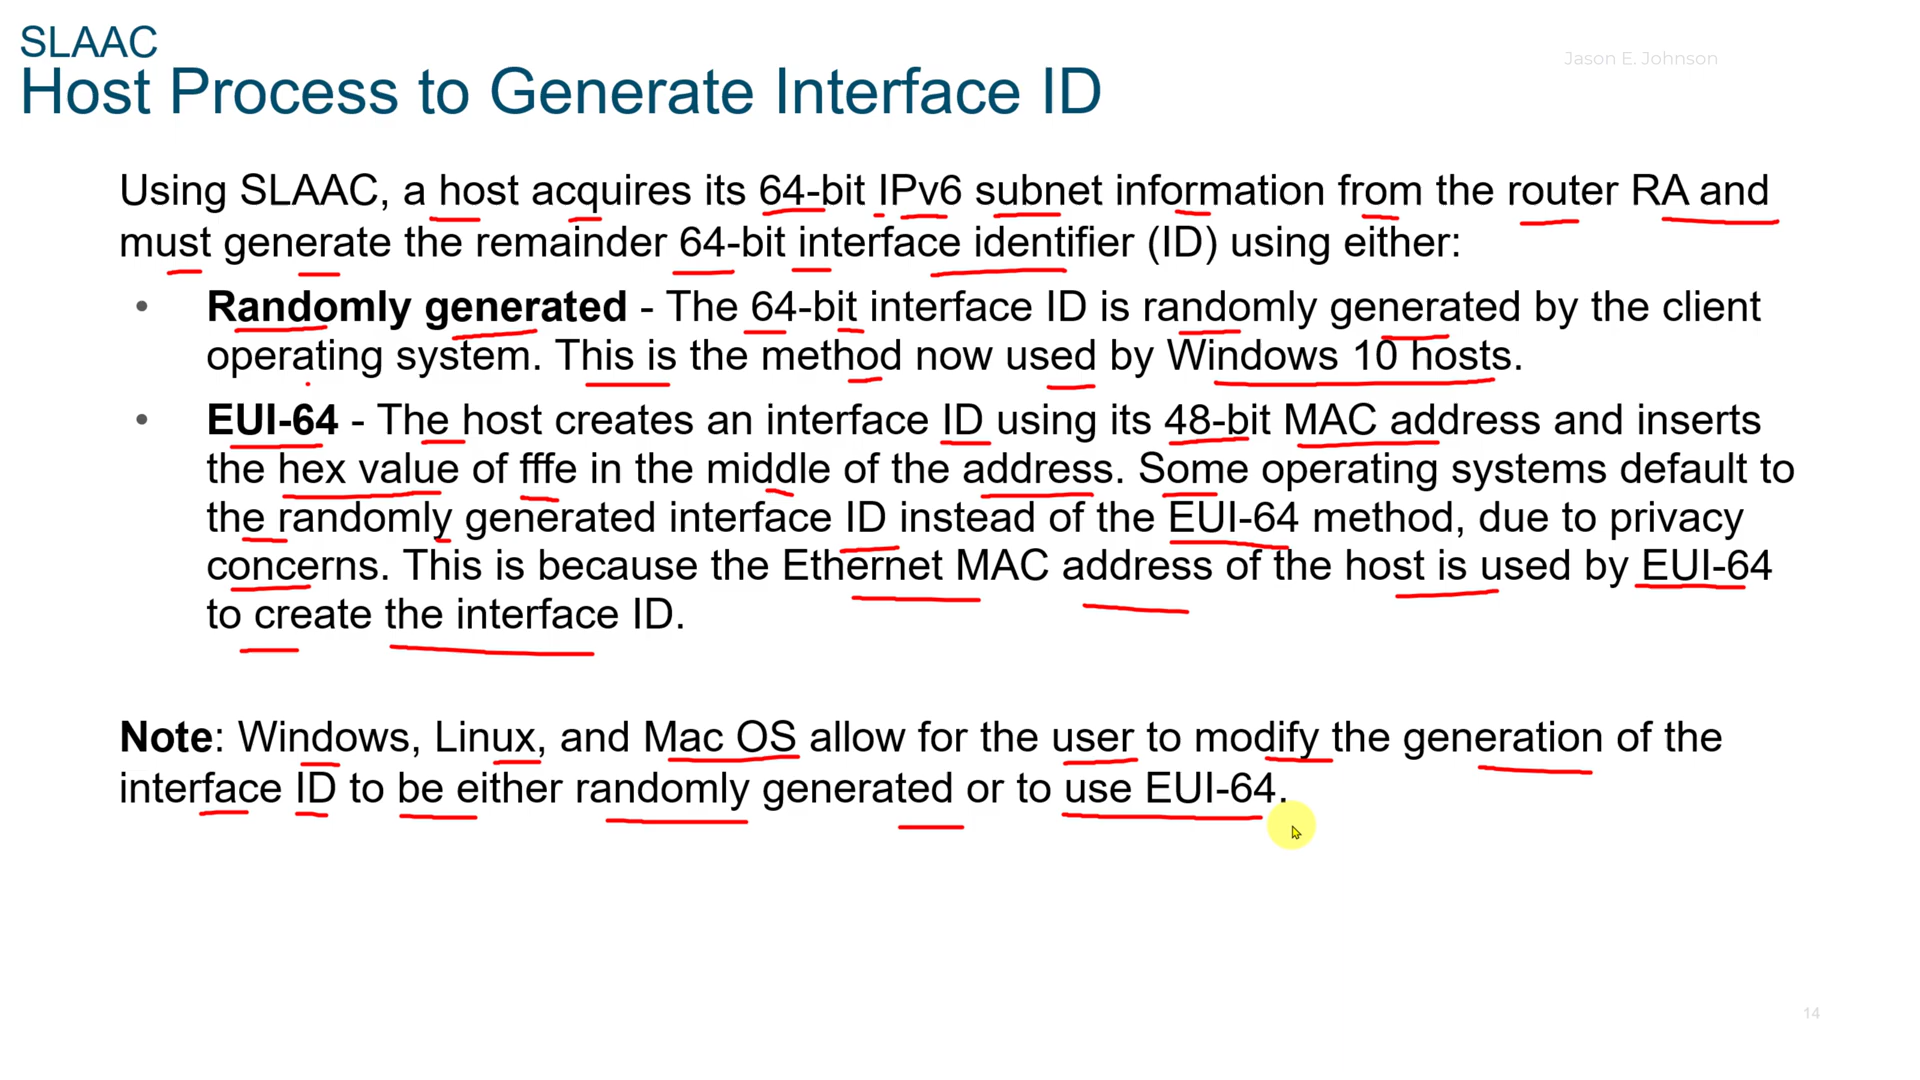 SLAAC
Jason E. Johnson
Host Process to Generate Interface ID
Using SLAAC, a host acquires its 64-bit IPv6 subnet information from the router RA and
must generate the remainder 64-bit interface identifier (ID) using either:
• Randomly generated - The 64-bit interface ID is randomly generated by the client
operating system. This is the method now used by Windows 10 hosts.
• EUI-64 - The host creates an interface ID using its 48-bit MAC address and inserts
the hex value of fffe in the middle of the address. Some operating systems default to
the randomly generated interface ID instead of the EUI-64 method, due to privacy
concerns. This is because the Ethernet MAC address of the host is used by EUI-64
to create the interface ID.
Note: Windows, Linux, and Mac OS allow for the user to modify the generation of the
interface ID to be either randomly generated or to use EUI-64.
14